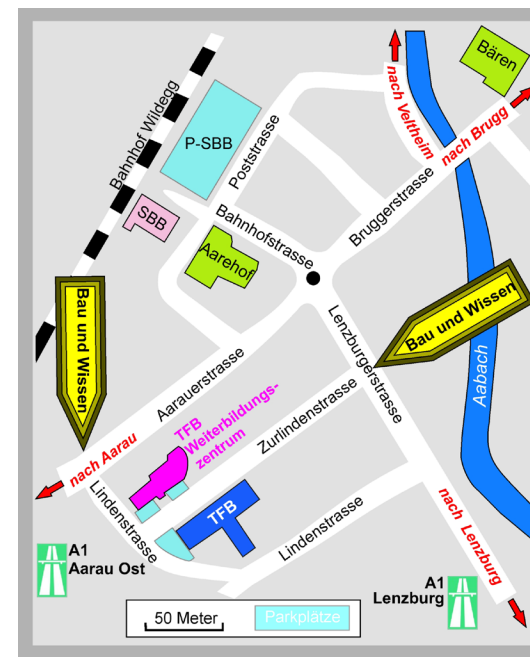 Bären
nach Veltheim
nach Brugg
Bahnhof Wildegg
P-SBB
Poststrasse
SBB
Bahnhofstrasse
Bruggerstrasse
Aarehof
Bau und Wissen
Bau und Wissen
Lenzburgerstrasse
Aabach
Aarauerstrasse
TFB
Weiterbildungs-
zentrum
Zurlindenstrasse
nach Aarau
Lindenstrasse
TFB
Lindenstrasse
nach Lenzburg
A1
Aarau Ost
A1
Lenzburg
50 Meter
Parkplätze